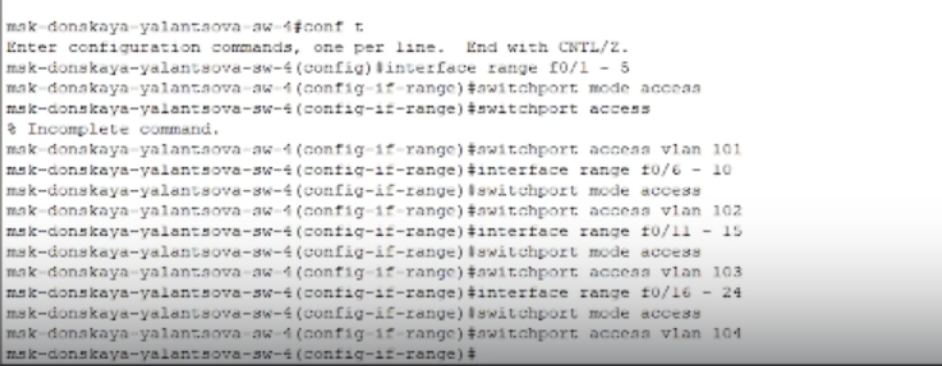 msk-donskaya-yalantsova-sw-4#conf t
Enter configuration commands, one per line.  End with CNTL/Z.
msk-donskaya-yalantsova-sw-4(config)#interface range f0/1 - 5
msk-donskaya-yalantsova-sw-4(config-if-range)#switchport mode access
msk-donskaya-yalantsova-sw-4(config-if-range)#switchport access
% Incomplete command.
msk-donskaya-yalantsova-sw-4(config-if-range)#switchport access vlan 101
msk-donskaya-yalantsova-sw-4(config-if-range)#interface range f0/6 - 10
msk-donskaya-yalantsova-sw-4(config-if-range)#switchport mode access
msk-donskaya-yalantsova-sw-4(config-if-range)#switchport access vlan 102
msk-donskaya-yalantsova-sw-4(config-if-range)#interface range f0/11 - 15
msk-donskaya-yalantsova-sw-4(config-if-range)#switchport mode access
msk-donskaya-yalantsova-sw-4(config-if-range)#switchport access vlan 103
msk-donskaya-yalantsova-sw-4(config-if-range)#interface range f0/16 - 24
msk-donskaya-yalantsova-sw-4(config-if-range)#switchport mode access
msk-donskaya-yalantsova-sw-4(config-if-range)#switchport access vlan 104
msk-donskaya-yalantsova-sw-4(config-if-range)#